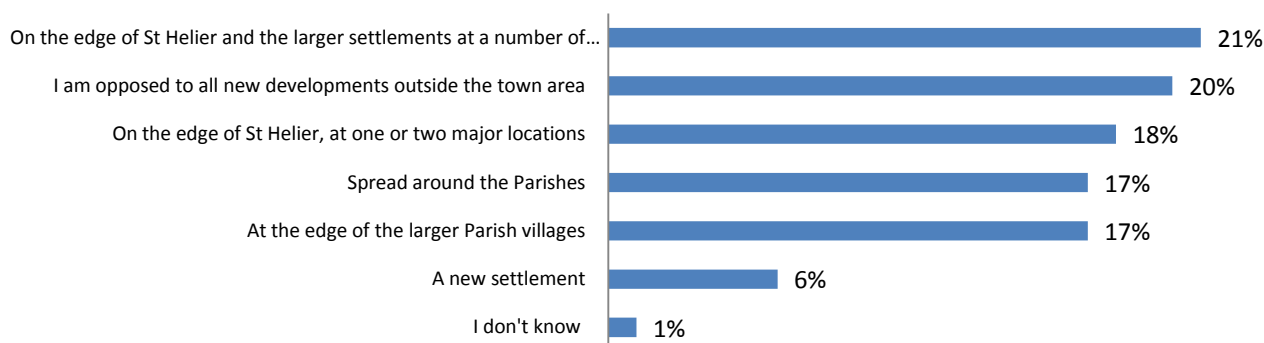 On the edge of St Helier and the larger settlements at a number of… 21%
I am opposed to all new developments outside the town area 20%
On the edge of St Helier, at one or two major locations 18%
Spread around the Parishes 17%
At the edge of the larger Parish villages 17%
A new settlement 6%
I don't know 1%